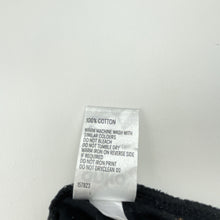 100% COTTON
WARM MACHINE WASH WITH
SIMILAR COLOURS
DO NOT BLEACH
DO NOT TUMBLE DRY
WARM IRON ON REVERSE SIDE
IF REQUIRED
DO NOT IRON PRINT
DO NOT DRYCLEAN
157823